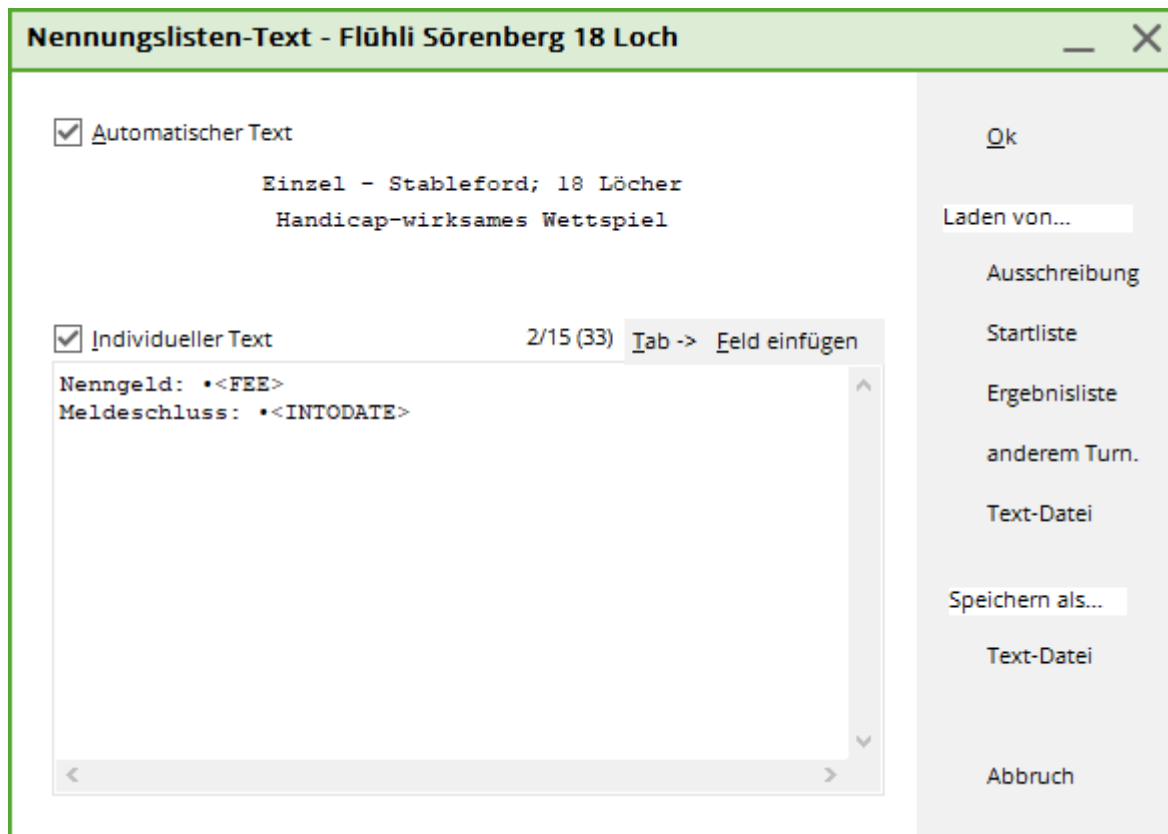 Nennungslisten-Text - Flühli Sörenberg 18 Loch
Automatischer Text
Einzel - Stableford; 18 Löcher
Handicap-wirksames Wettspiel
Individueller Text 2/15 (33) Tab -> Feld einfügen
Nenngeld: •<FEE>
Meldeschluss: •<INTODATE>
Ok
Laden von...
Ausschreibung
Startliste
Ergebnisliste
anderem Turn.
Text-Datei
Speichern als...
Text-Datei
Abbruch